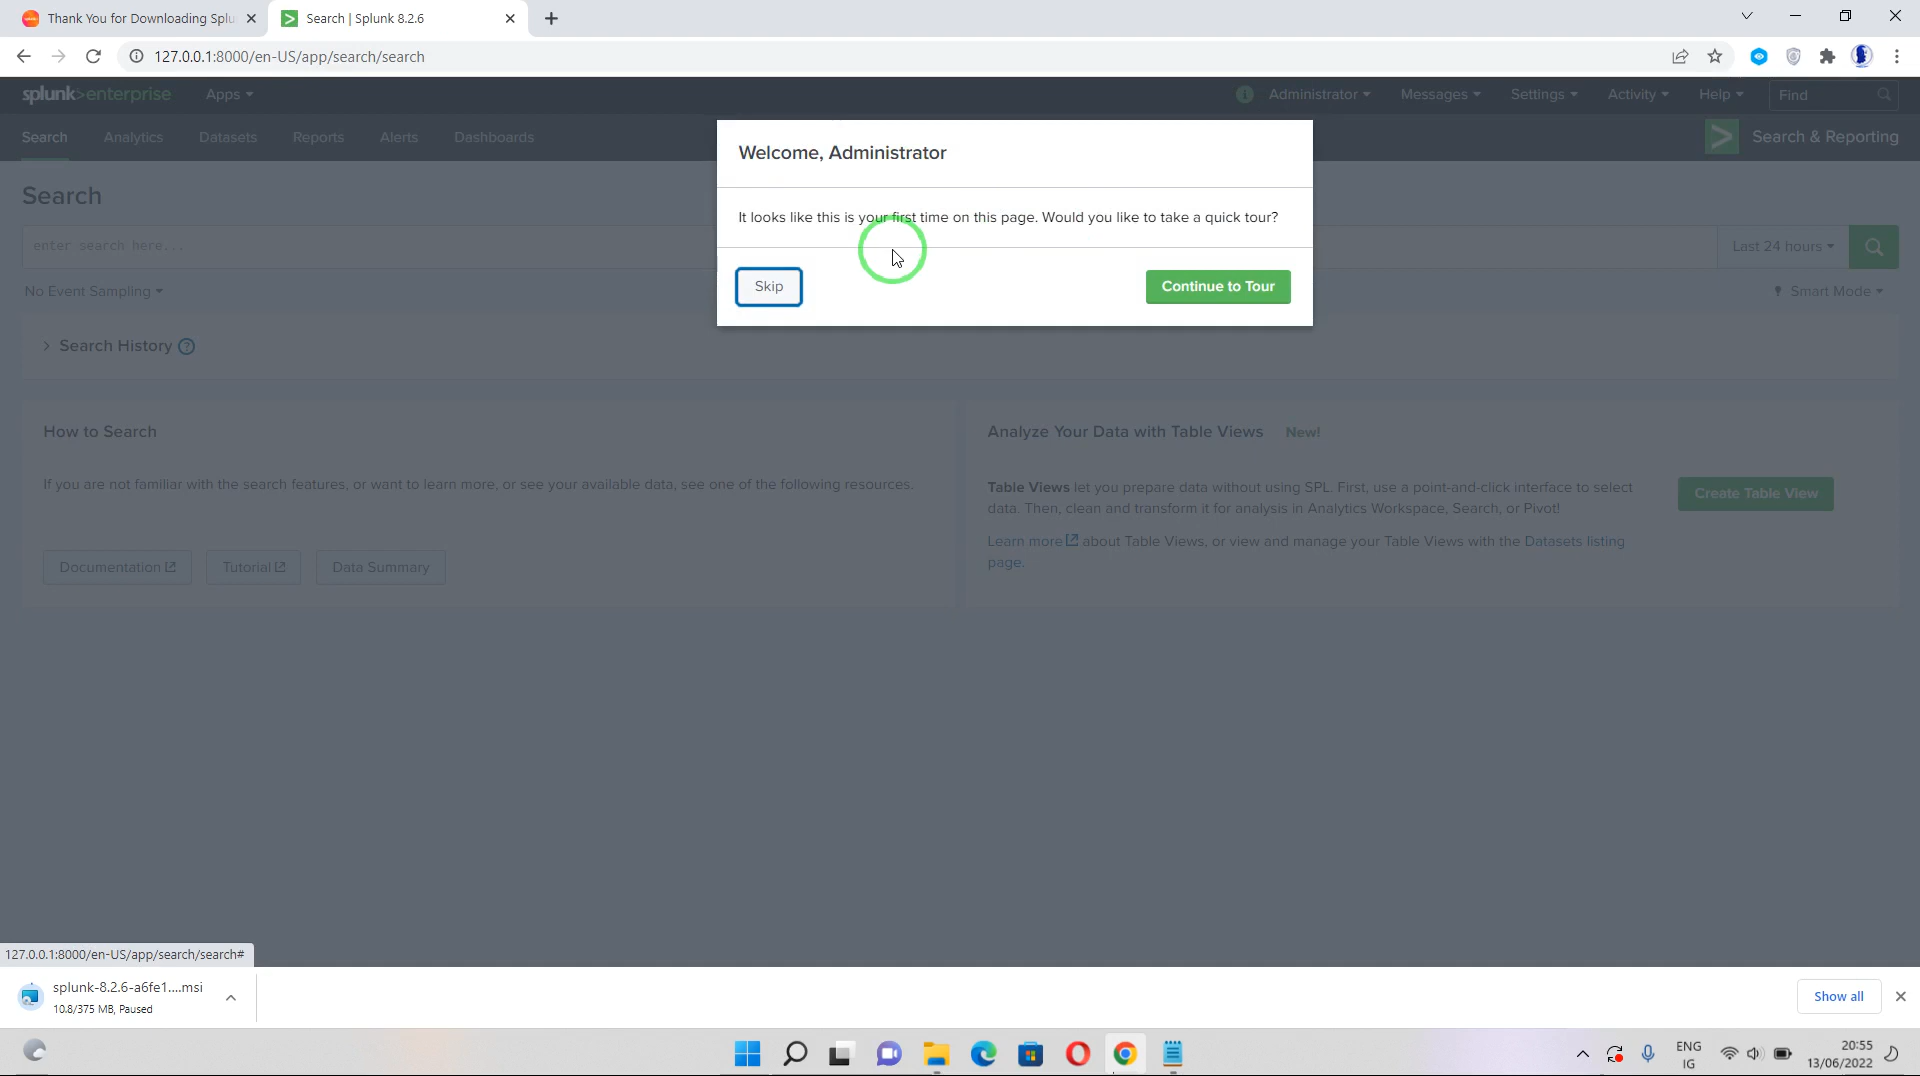 Thank You for Downloading Splu
Search | Splunk 8.2.6
127.0.0.1:8000/en-US/app/search/search
splunk>enterprise
Apps
Administrator
Messages
Settings
Activity
Help
Find
Search
Analytics
Datasets
Reports
Alerts
Dashboards
Search & Reporting
Welcome, Administrator
It looks like this is your first time on this page. Would you like to take a quick tour?
Skip
Continue to Tour
Search
enter search here...
Last 24 hours
No Event Sampling
Smart Mode
> Search History ?
How to Search
If you are not familiar with the search features, or want to learn more, or see your available data, see one of the following resources.
Documentation
Tutorial
Data Summary
Analyze Your Data with Table Views New!
Table Views let you prepare data without using SPL. First, use a point-and-click interface to select
data. Then, clean and transform it for analysis in Analytics Workspace, Search, or Pivot!
Learn more about Table Views, or view and manage your Table Views with the Datasets listing
page.
Create Table View
127.0.0.1:8000/en-US/app/search/search#
splunk-8.2.6-a6fe1....msi
10.8/375 MB, Paused
Show all
ENG
IG
20:55
13/06/2022